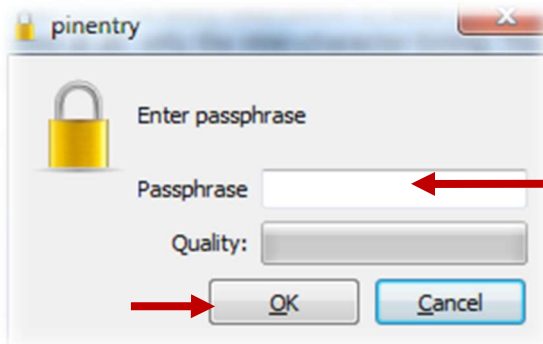 pinentry
Enter passphrase
Passphrase
Quality:
OK
Cancel